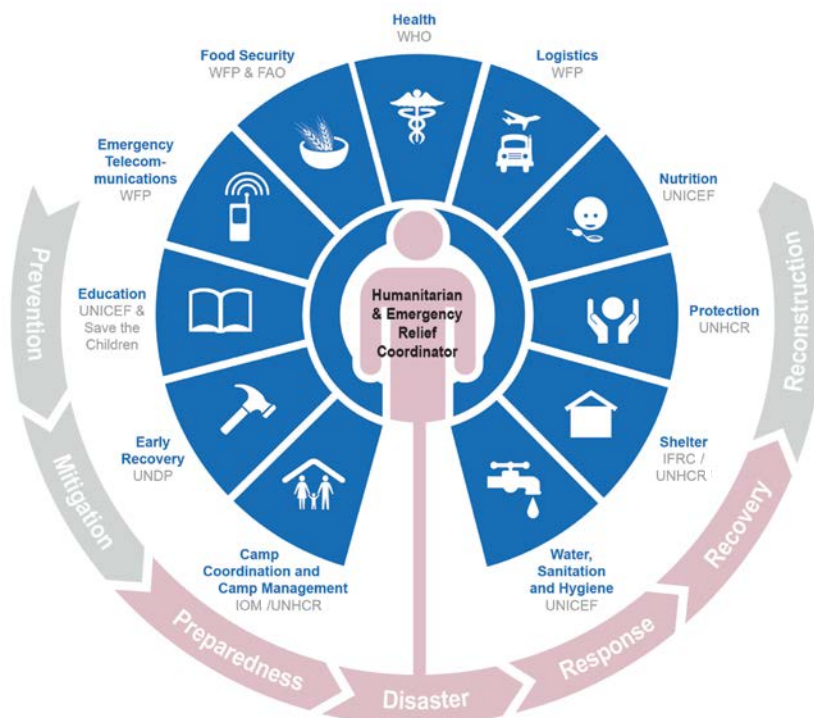 Health
WHO
Food Security
WFP & FAO
Logistics
WFP
Emergency
Telecom-
munications
WFP
Nutrition
UNICEF
Education
UNICEF &
Save the
Children
Humanitarian
& Emergency
Relief
Coordinator
Protection
UNHCR
Early
Recovery
UNDP
Shelter
IFRC /
UNHCR
Camp
Coordination and
Camp Management
IOM /UNHCR
Water,
Sanitation
and Hygiene
UNICEF
Prevention
Mitigation
Preparedness
Disaster
Response
Recovery
Reconstruction